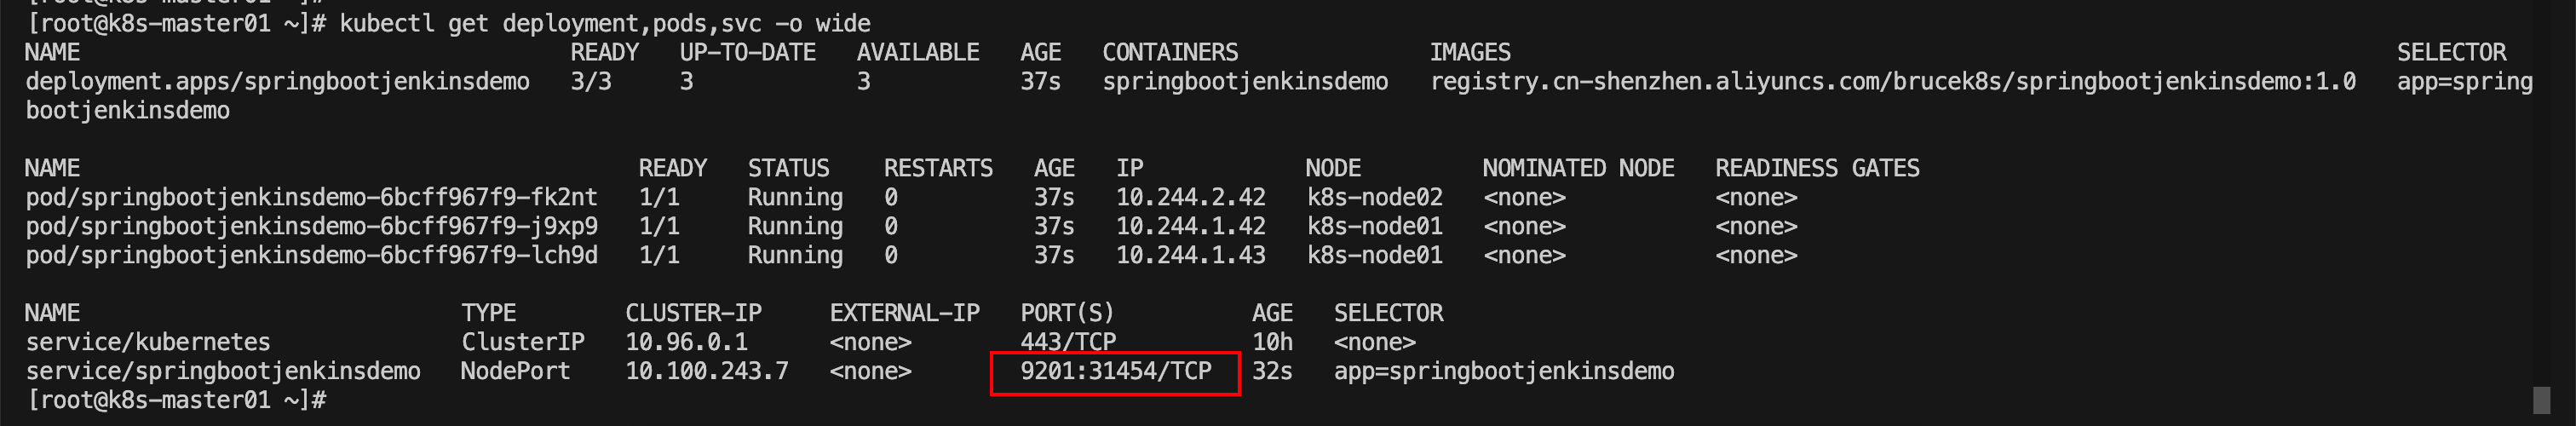 [root@k8s-master01 ~]#
[root@k8s-master01 ~]# kubectl get deployment,pods,svc -o wide
NAME READY UP-TO-DATE AVAILABLE AGE CONTAINERS IMAGES SELECTOR
deployment.apps/springbootjenkinsdemo 3/3 3 3 37s springbootjenkinsdemo registry.cn-shenzhen.aliyuncs.com/brucek8s/springbootjenkinsdemo:1.0 app=spring
bootjenkinsdemo
NAME READY STATUS RESTARTS AGE IP NODE NOMINATED NODE READINESS GATES
pod/springbootjenkinsdemo-6bcff967f9-fk2nt 1/1 Running 0 37s 10.244.2.42 k8s-node02 <none> <none>
pod/springbootjenkinsdemo-6bcff967f9-j9xp9 1/1 Running 0 37s 10.244.1.42 k8s-node01 <none> <none>
pod/springbootjenkinsdemo-6bcff967f9-lch9d 1/1 Running 0 37s 10.244.1.43 k8s-node01 <none> <none>
NAME TYPE CLUSTER-IP EXTERNAL-IP PORT(S) AGE SELECTOR
service/kubernetes ClusterIP 10.96.0.1 <none> 443/TCP 10h <none>
service/springbootjenkinsdemo NodePort 10.100.243.7 <none> 9201:31454/TCP 32s app=springbootjenkinsdemo
[root@k8s-master01 ~]#